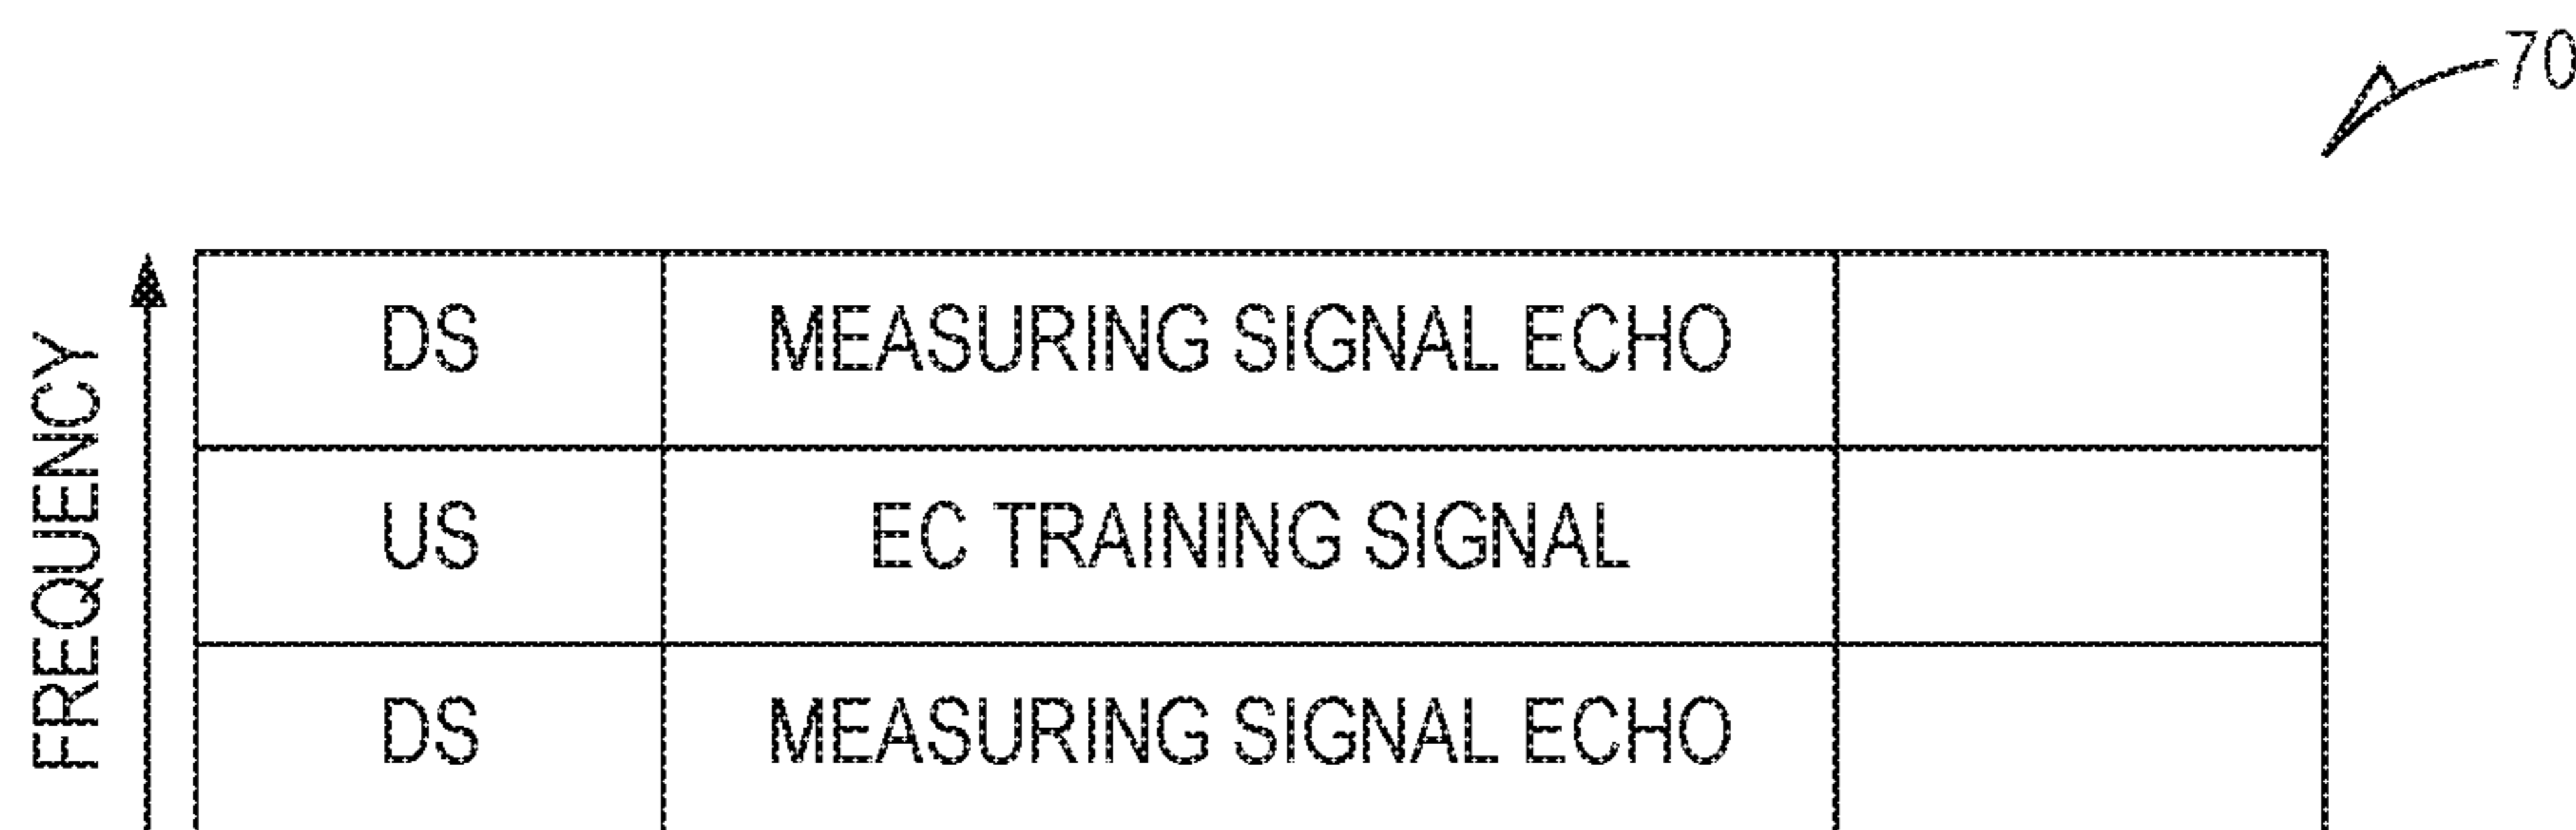 70
FREQUENCY
DS MEASURING SIGNAL ECHO
US EC TRAINING SIGNAL
DS MEASURING SIGNAL ECHO